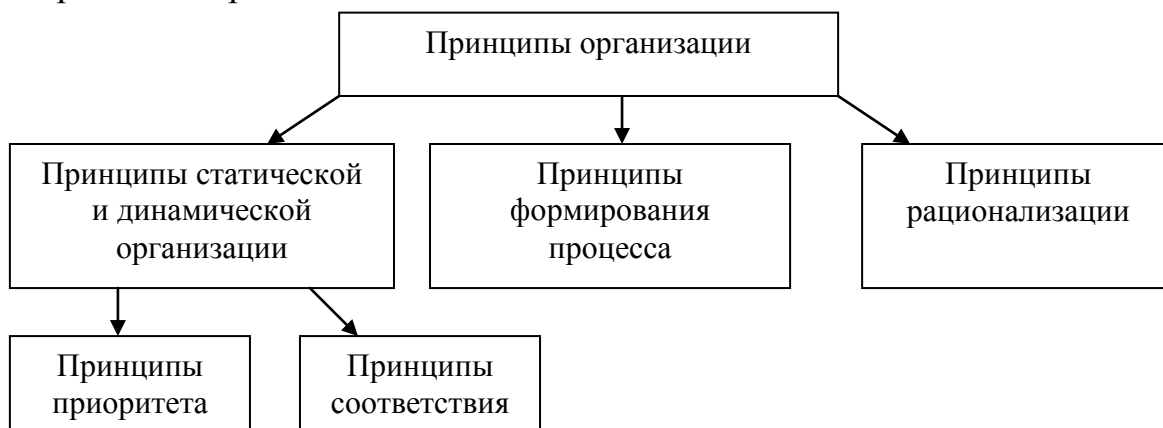 Принципы организации
Принципы статической
и динамической
организации
Принципы
формирования
процесса
Принципы
рационализации
Принципы
приоритета
Принципы
соответствия